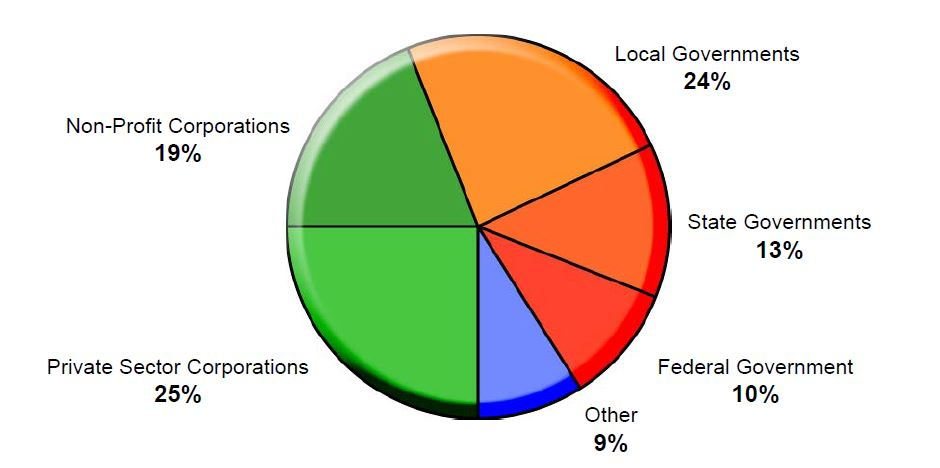 Local Governments
24%
Non-Profit Corporations
19%
State Governments
13%
Private Sector Corporations
25%
Federal Government
10%
Other
9%